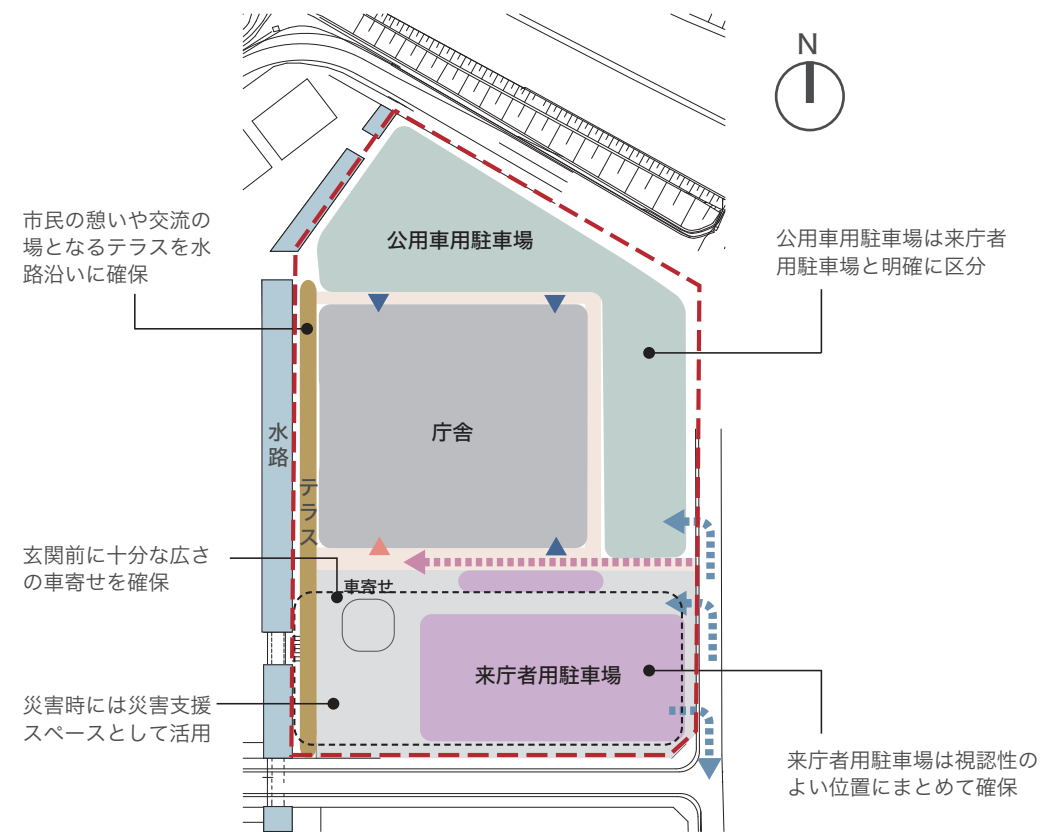 N
市民の憩いや交流の
場となるテラスを水
路沿いに確保
公用車用駐車場
公用車用駐車場は来庁者
用駐車場と明確に区分
水路
庁舎
テラス
玄関前に十分な広さ
の車寄せを確保
車寄せ
来庁者用駐車場
災害時には災害支援
スペースとして活用
来庁者用駐車場は視認性の
よい位置にまとめて確保